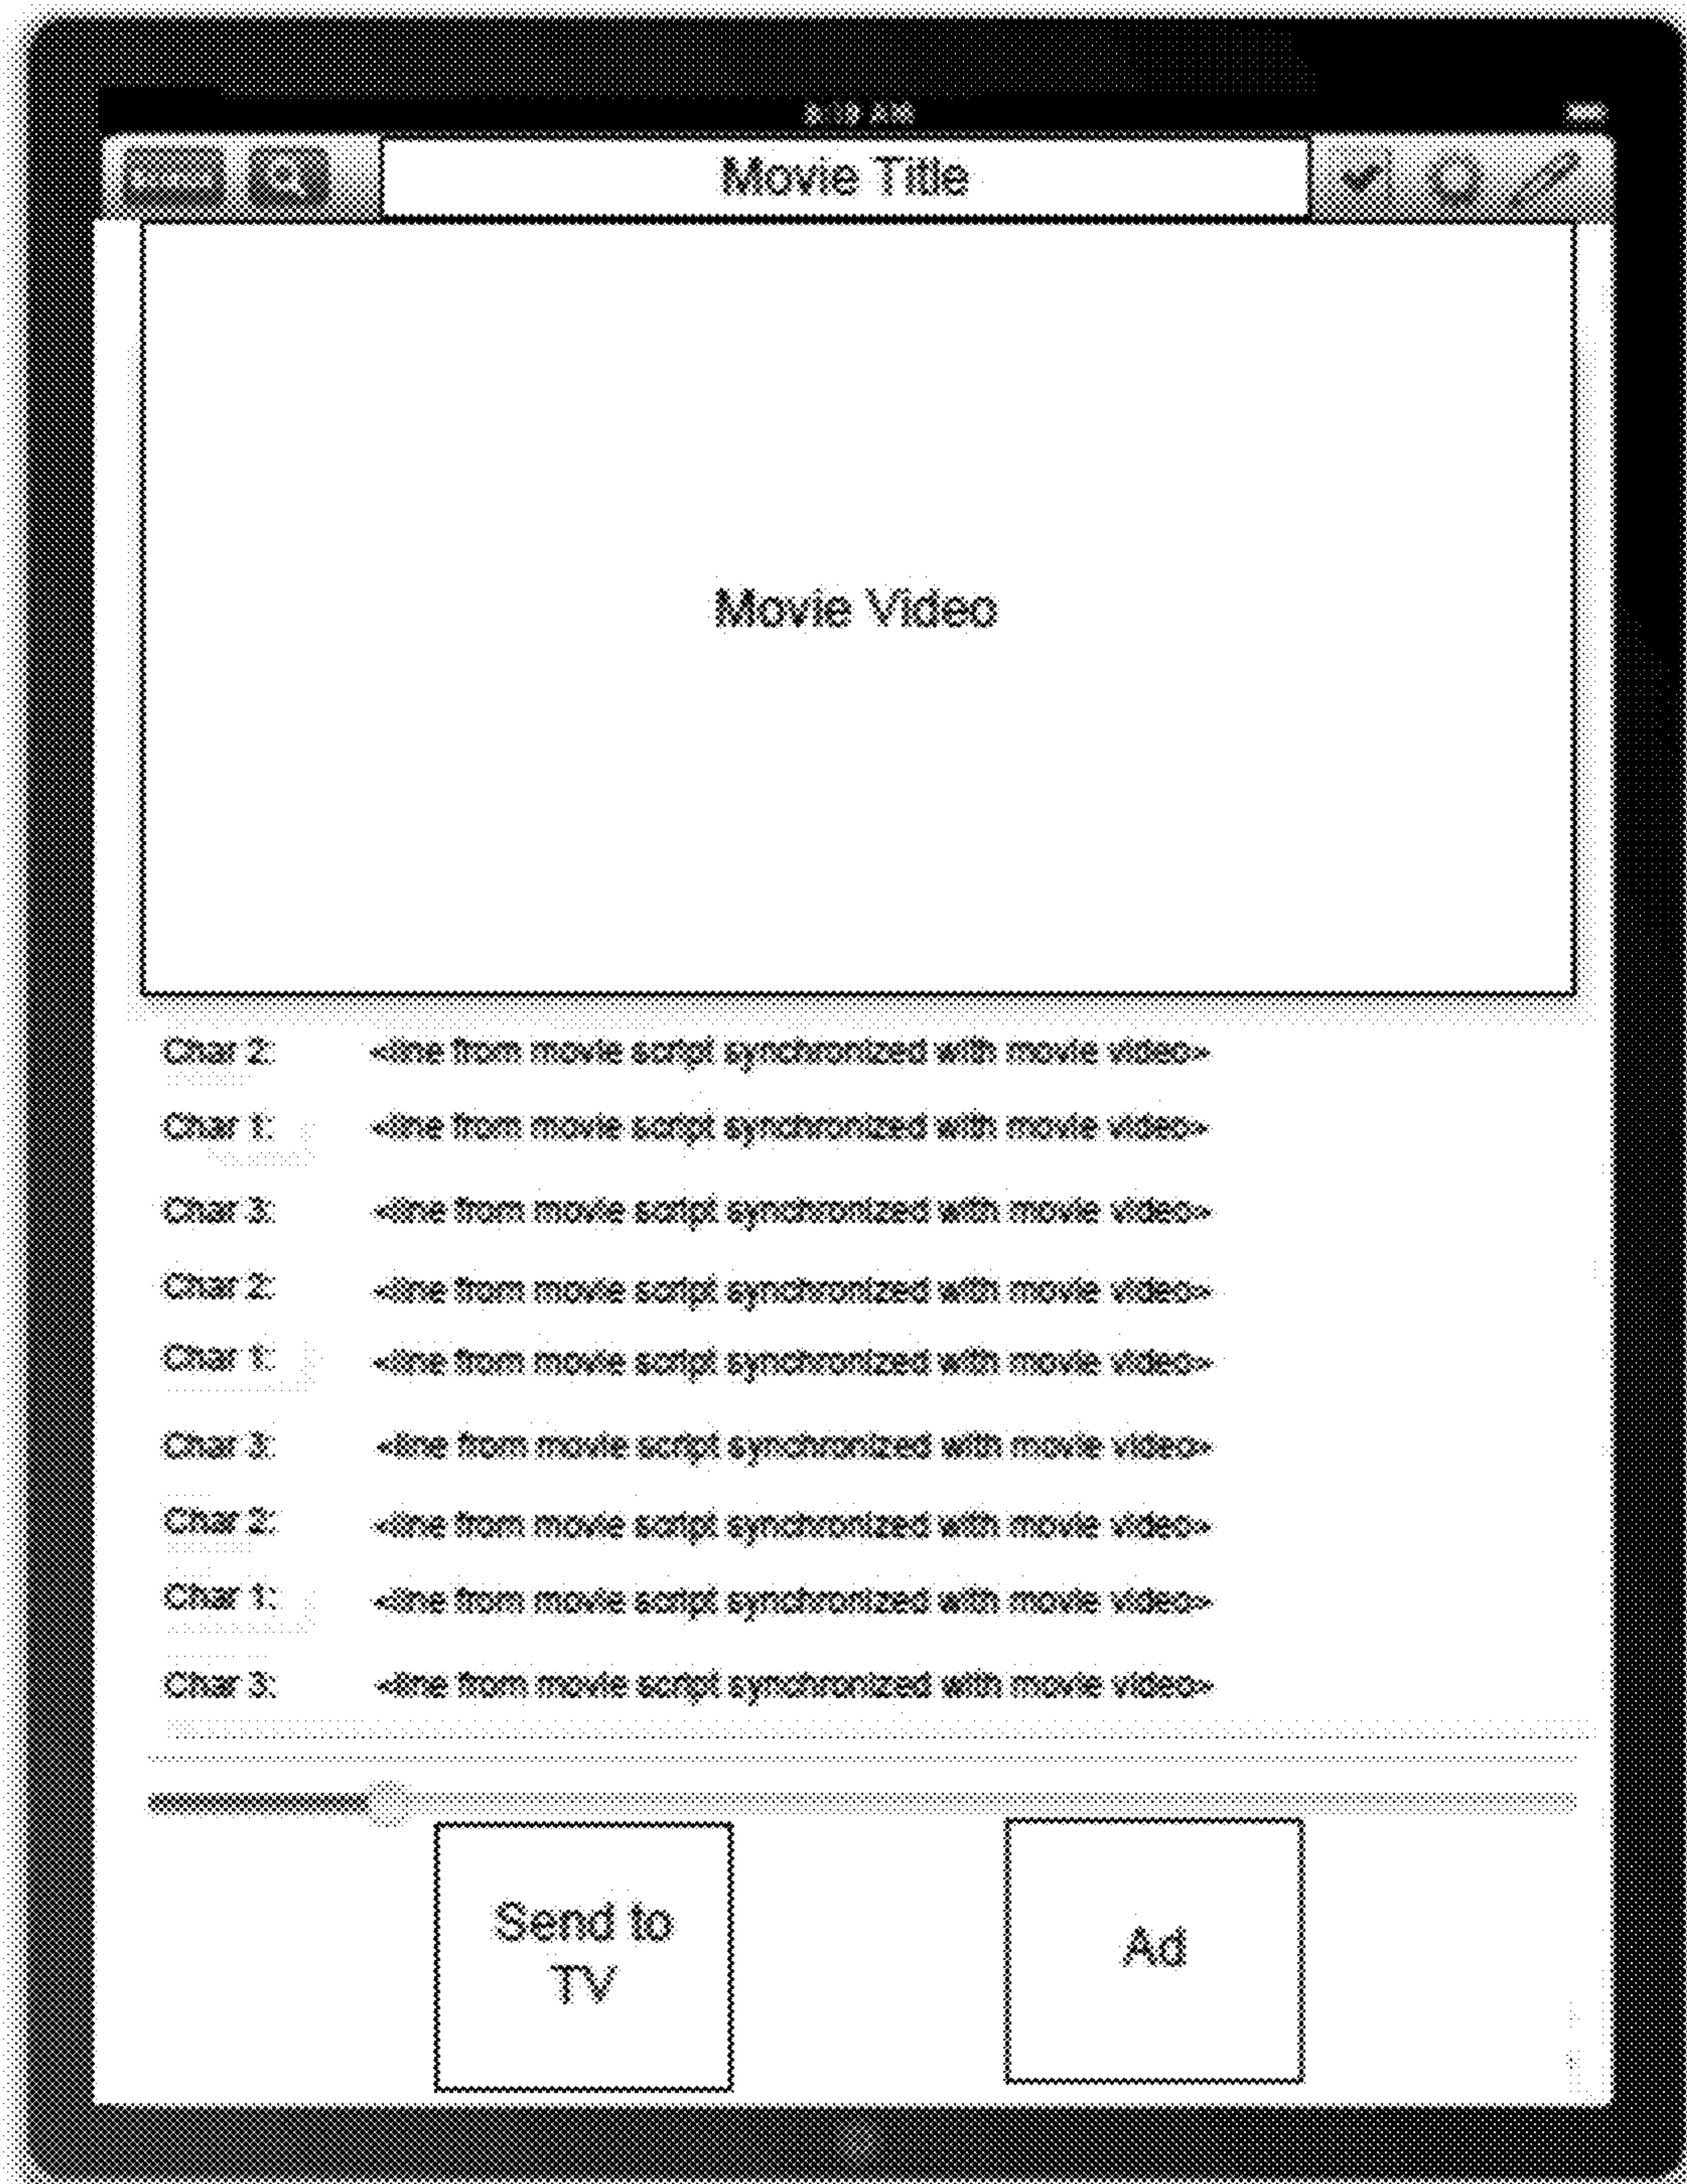 Movie Title
Movie Video
Char 2: <line from movie script synchronized with movie video>
Char 1: <line from movie script synchronized with movie video>
Char 3: <line from movie script synchronized with movie video>
Char 2: <line from movie script synchronized with movie video>
Char 1: <line from movie script synchronized with movie video>
Char 3: <line from movie script synchronized with movie video>
Char 2: <line from movie script synchronized with movie video>
Char 1: <line from movie script synchronized with movie video>
Char 3: <line from movie script synchronized with movie video>
Send to
TV
Ad